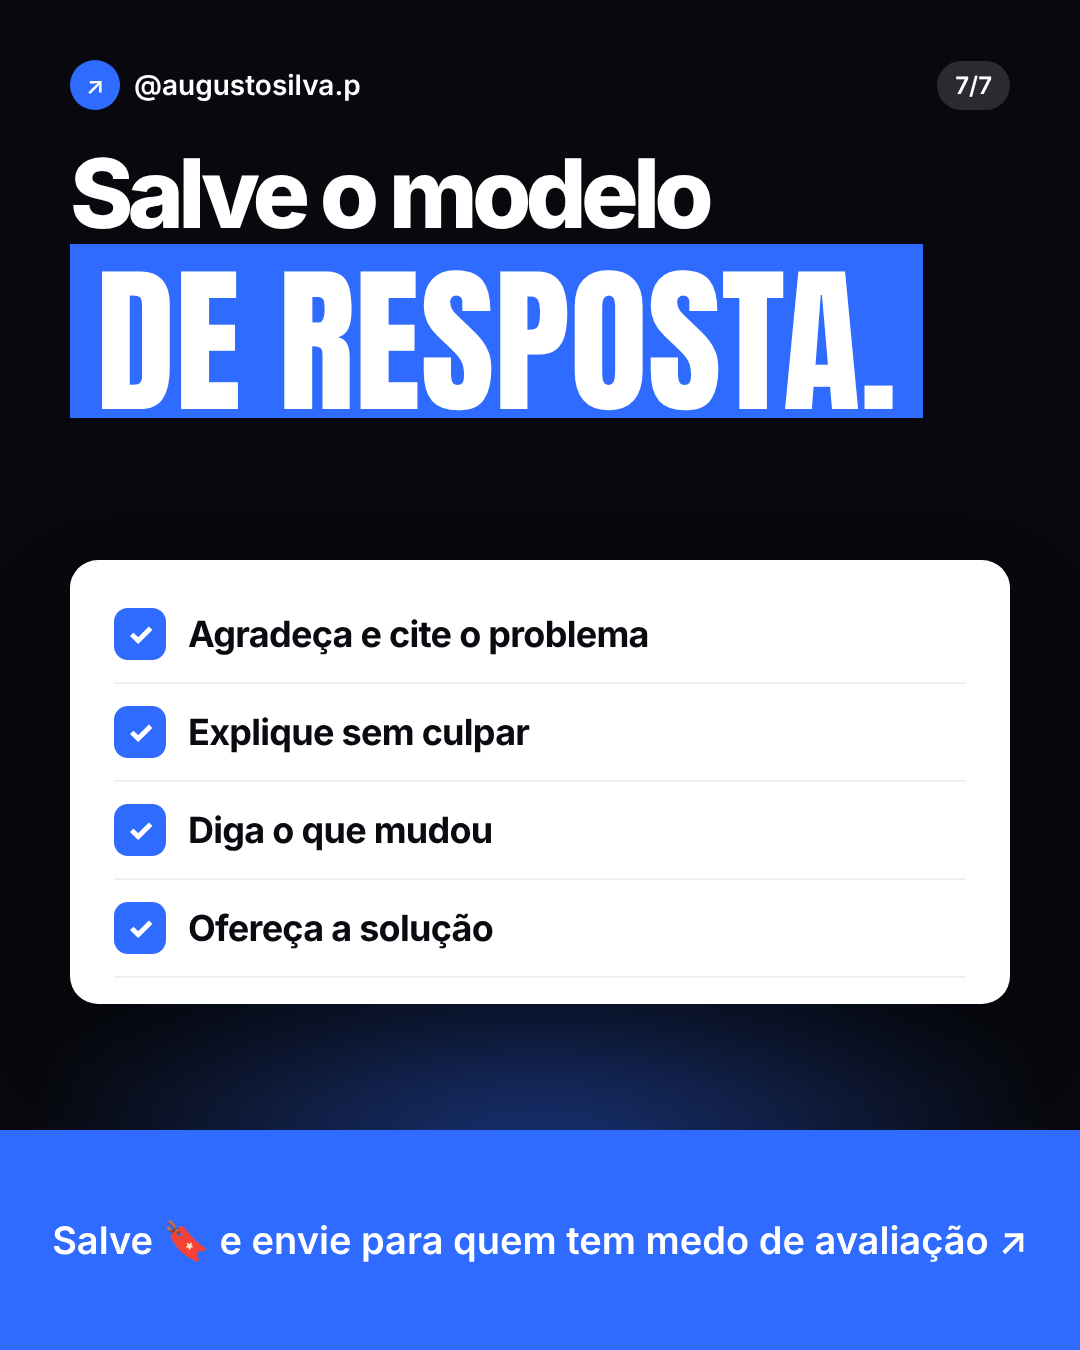 @augustosilva.p
7/7
Salve o modelo
DE RESPOSTA.
Agradeça e cite o problema
Explique sem culpar
Diga o que mudou
Ofereça a solução
Salve 🔖 e envie para quem tem medo de avaliação ↗